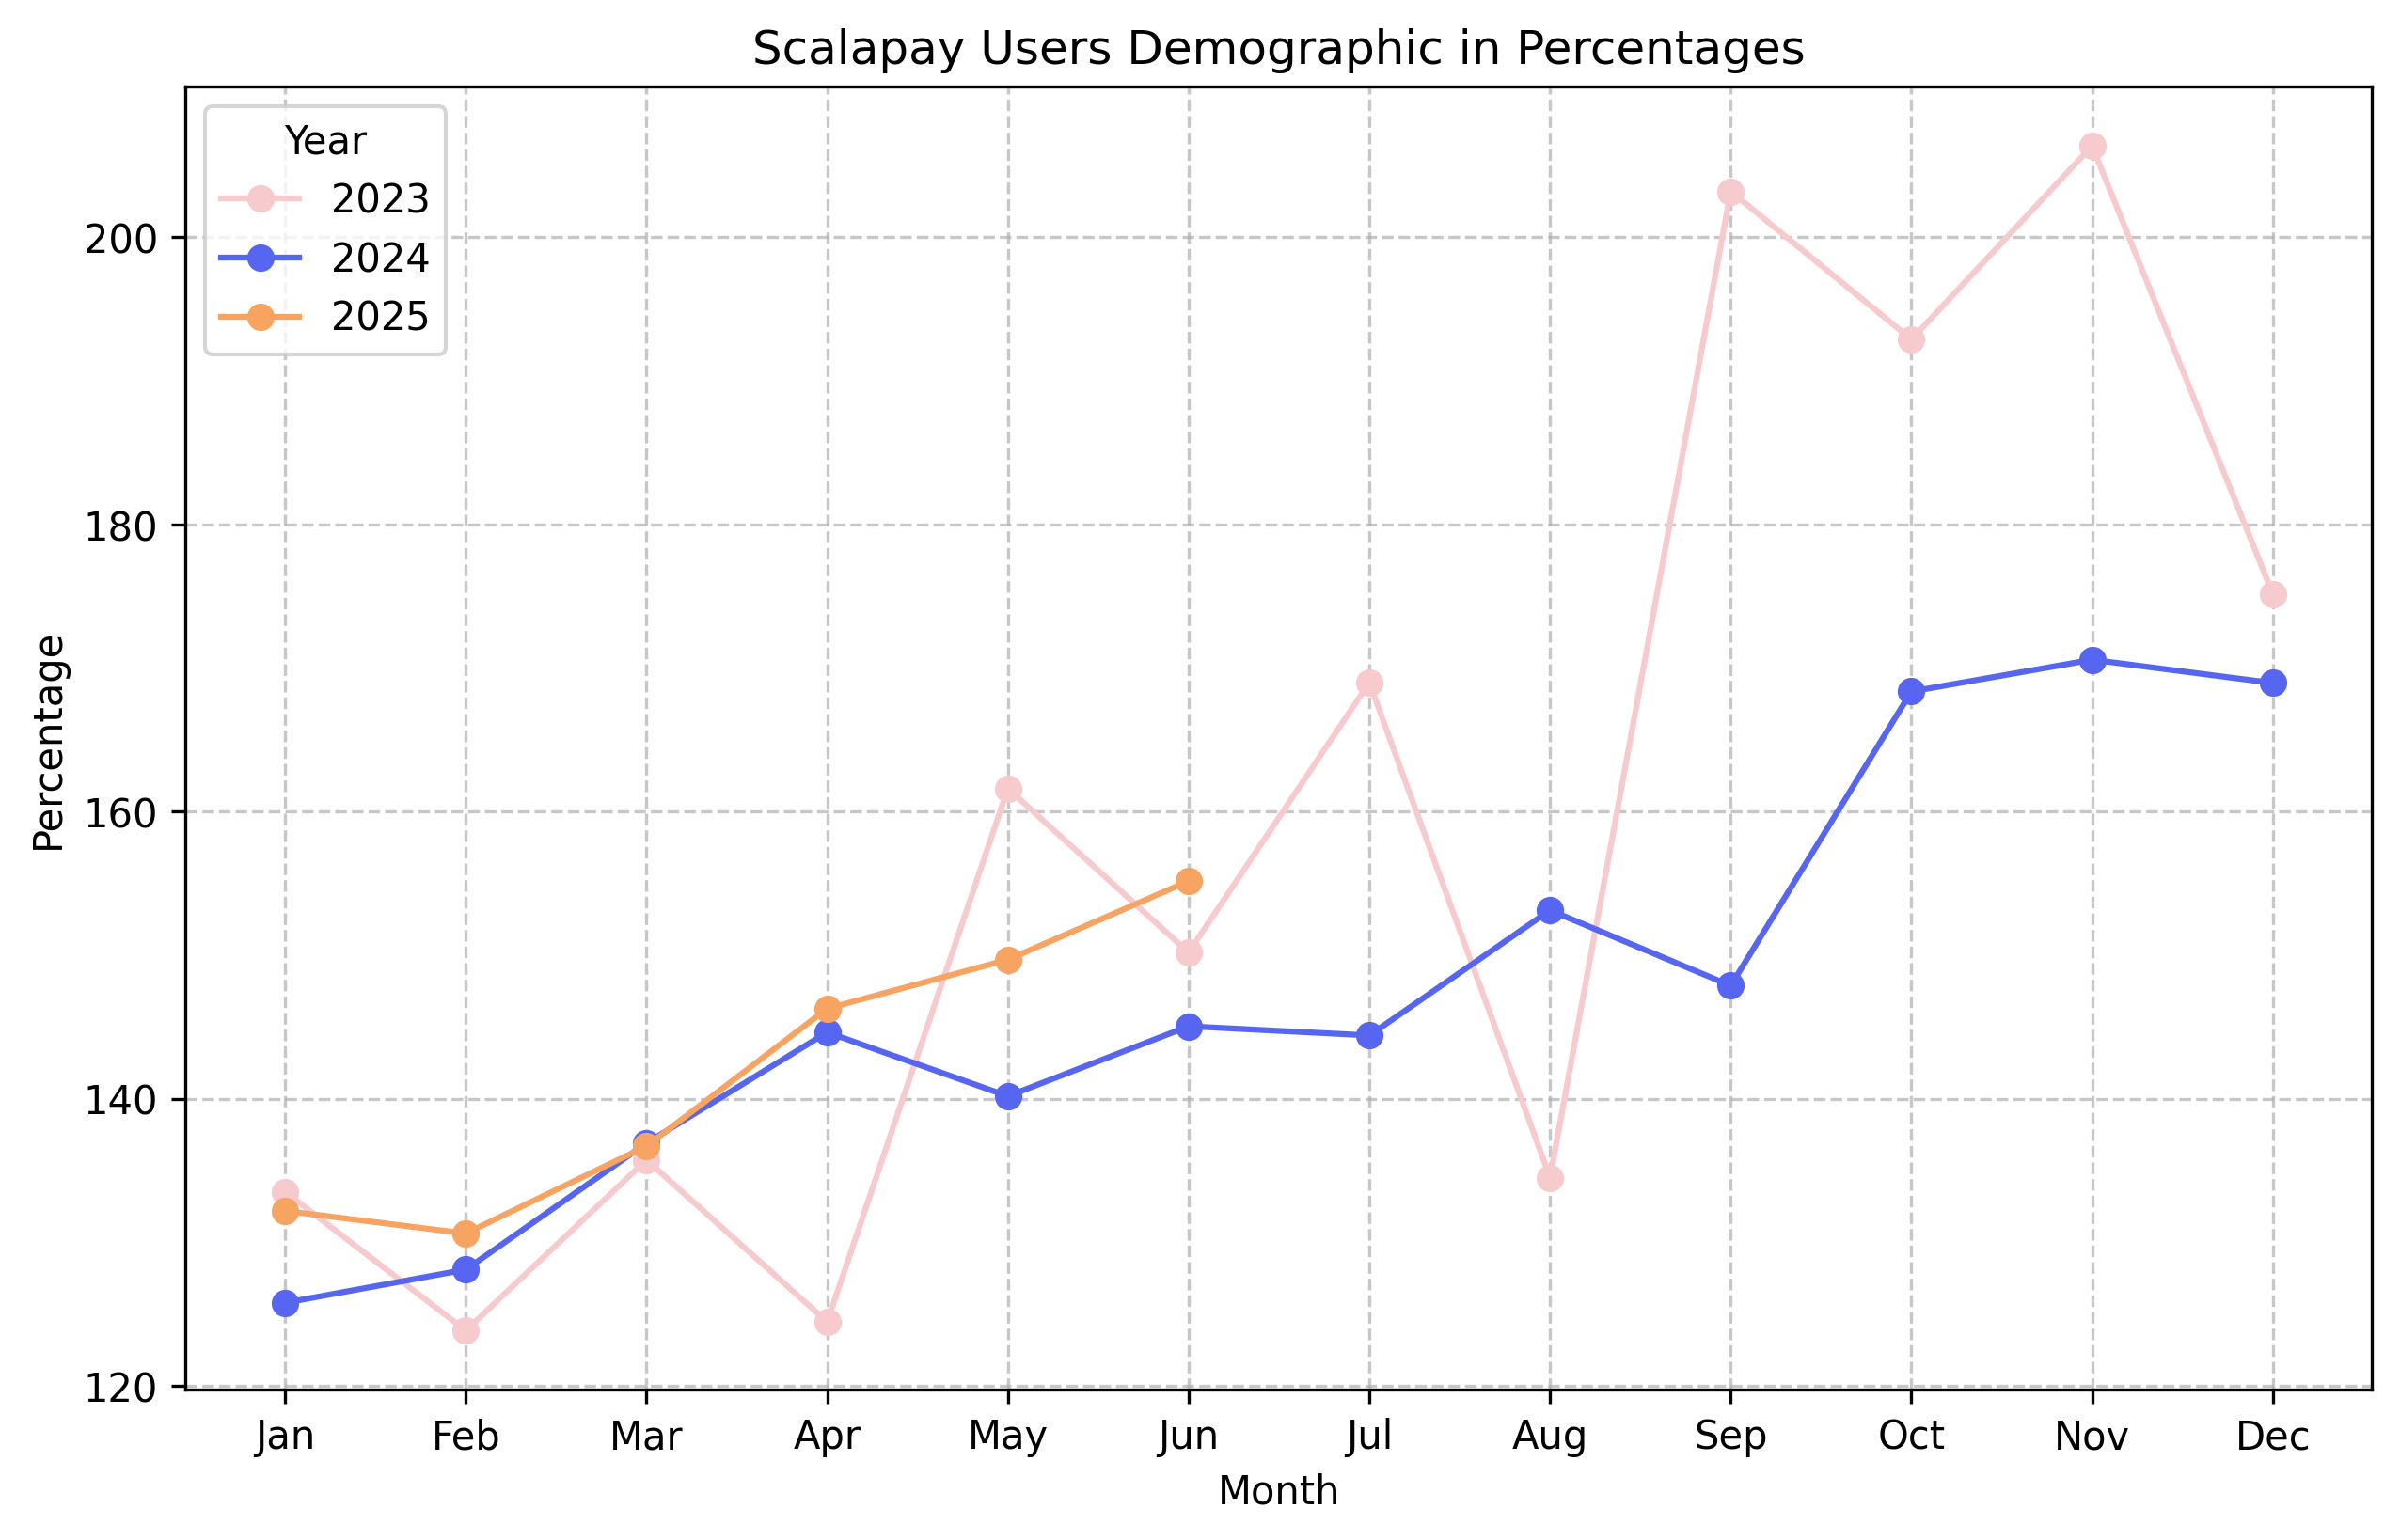 Scalapay Users Demographic in Percentages
Year
2023
2024
2025
Percentage
200
180
160
140
120
Jan Feb Mar Apr May Jun Jul Aug Sep Oct Nov Dec
Month